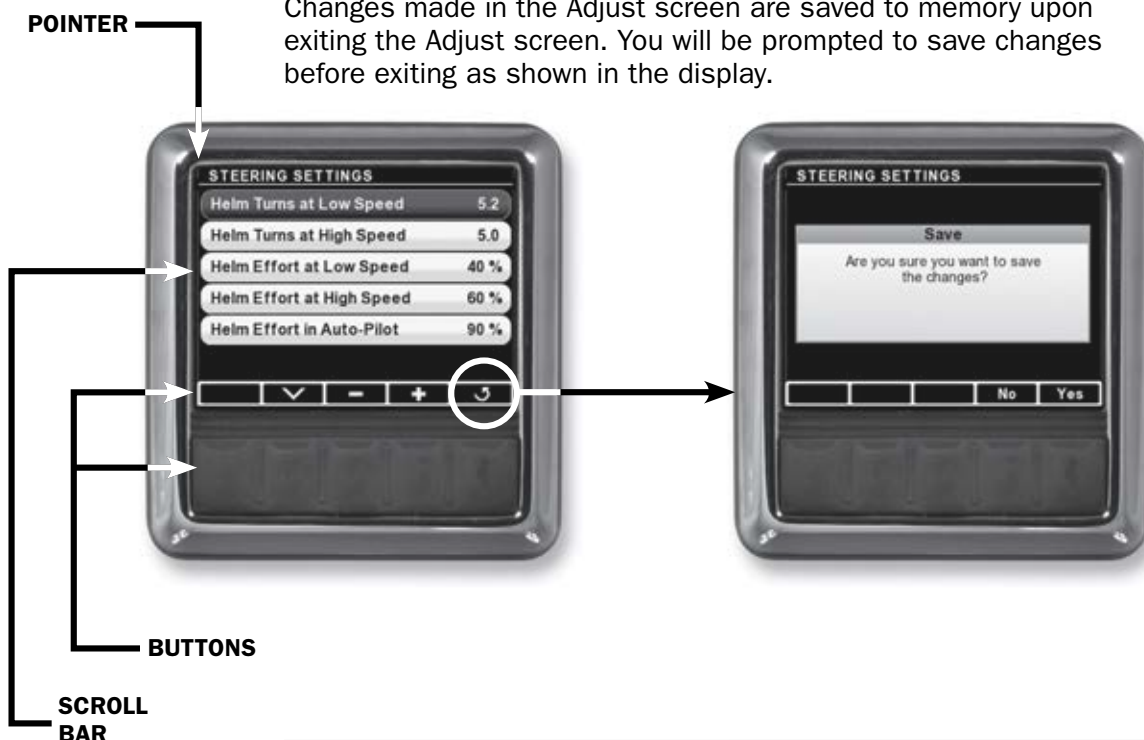 Changes made in the Adjust screen are saved to memory upon
exiting the Adjust screen. You will be prompted to save changes
before exiting as shown in the display.
POINTER
STEERING SETTINGS
Helm Turns at Low Speed 5.2
Helm Turns at High Speed 5.0
Helm Effort at Low Speed 40 %
Helm Effort at High Speed 60 %
Helm Effort in Auto-Pilot 90 %
STEERING SETTINGS
Save
Are you sure you want to save
the changes?
No Yes
BUTTONS
SCROLL
BAR